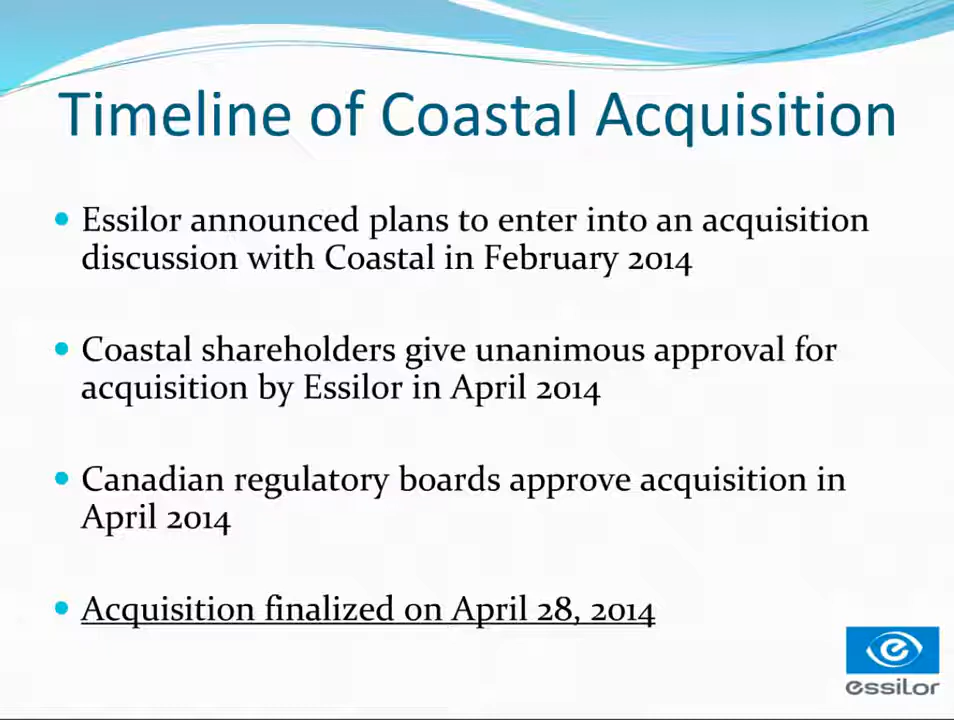 Timeline of Coastal Acquisition
• Essilor announced plans to enter into an acquisition
discussion with Coastal in February 2014
• Coastal shareholders give unanimous approval for
acquisition by Essilor in April 2014
• Canadian regulatory boards approve acquisition in
April 2014
• Acquisition finalized on April 28, 2014
essilor